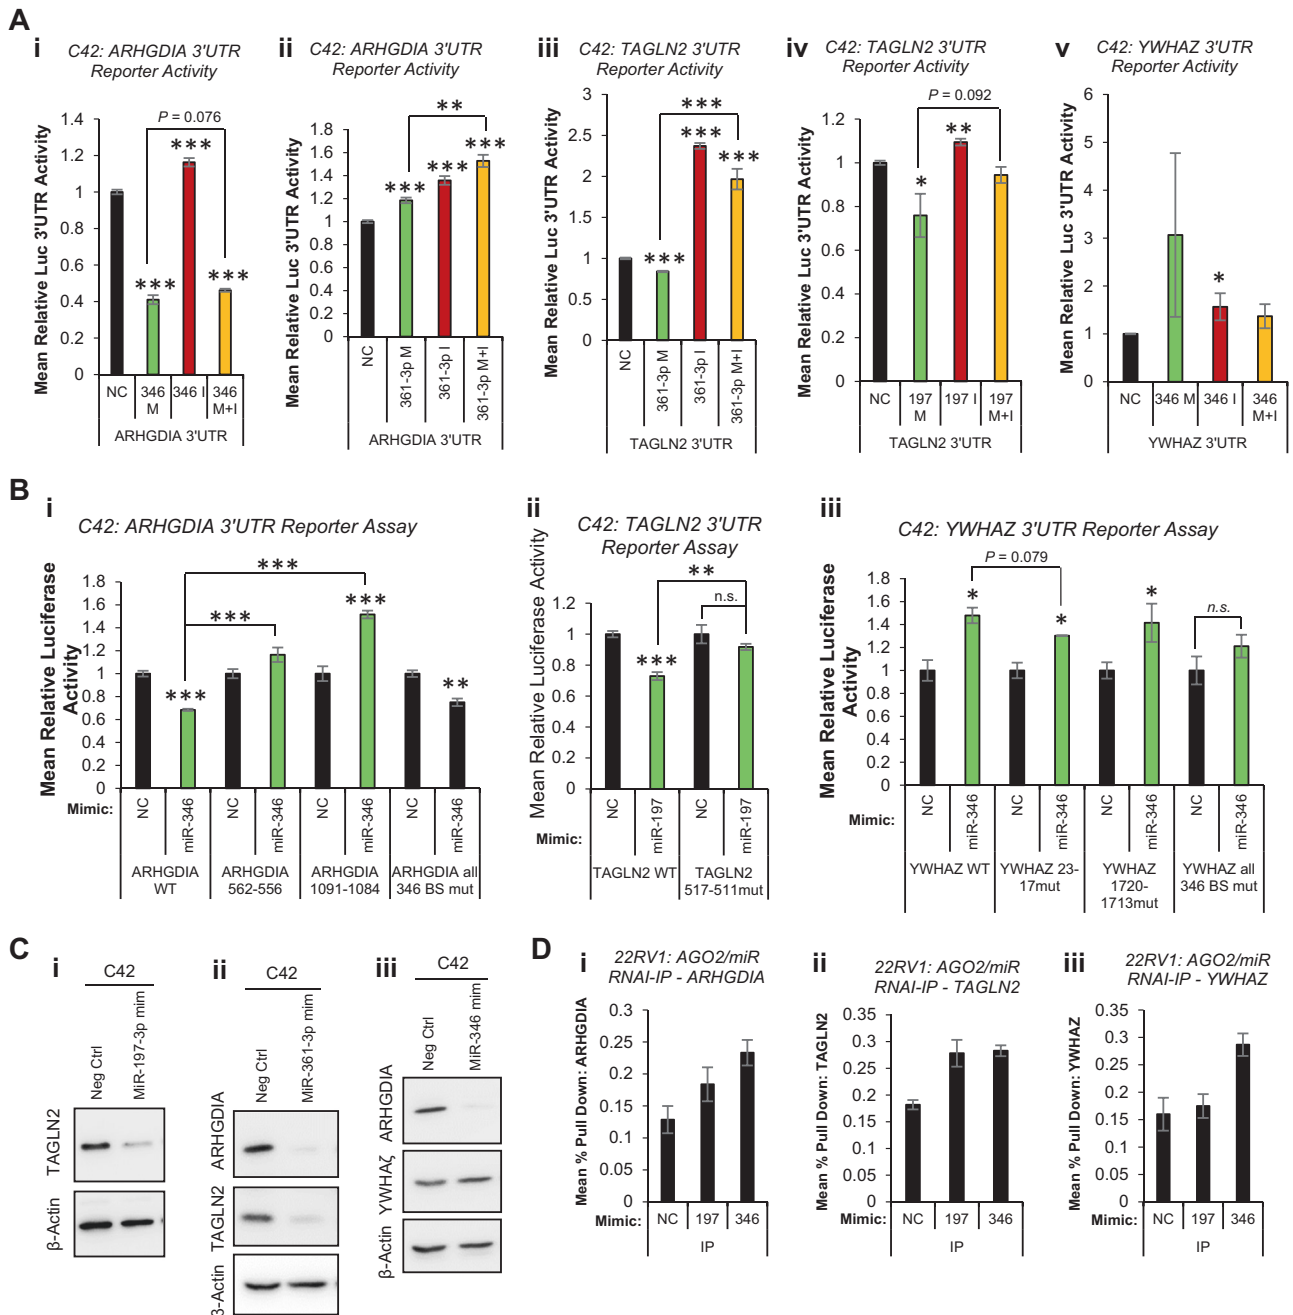 A
i
C42: ARHGDIA 3'UTR
Reporter Activity
Mean Relative Luc 3'UTR Activity
1.4
1.2
1
0.8
0.6
0.4
0.2
0
P = 0.076
***
***
***
NC
346 M
346 I
346 M+I
ARHGDIA 3'UTR
ii
C42: ARHGDIA 3'UTR
Reporter Activity
Mean Relative Luc 3'UTR Activity
1.8
1.6
1.4
1.2
1
0.8
0.6
0.4
0.2
0
**
***
***
***
NC
361-3p M
361-3p I
361-3p M+I
ARHGDIA 3'UTR
iii
C42: TAGLN2 3'UTR
Reporter Activity
Mean Relative Luc 3'UTR Activity
3
2.5
2
1.5
1
0.5
0
***
***
***
***
NC
361-3p M
361-3p I
361-3p M+I
TAGLN2 3'UTR
iv
C42: TAGLN2 3'UTR
Reporter Activity
Mean Relative Luc 3'UTR Activity
1.2
1
0.8
0.6
0.4
0.2
0
P = 0.092
*
**
NC
197 M
197 I
197 M+I
TAGLN2 3'UTR
v
C42: YWHAZ 3'UTR
Reporter Activity
Mean Relative Luc 3'UTR Activity
6
5
4
3
2
1
0
*
NC
346 M
346 I
346 M+I
YWHAZ 3'UTR
B
i
C42: ARHGDIA 3'UTR Reporter Assay
Mean Relative Luciferase
Activity
1.8
1.6
1.4
1.2
1
0.8
0.6
0.4
0.2
0
***
***
***
***
**
Mimic:
NC
miR-346
NC
miR-346
NC
miR-346
NC
miR-346
ARHGDIA WT
ARHGDIA 562-556
ARHGDIA 1091-1084
ARHGDIA all 346 BS mut
ii
C42: TAGLN2 3'UTR
Reporter Assay
Mean Relative Luciferase Activity
1.2
1
0.8
0.6
0.4
0.2
0
**
n.s.
***
Mimic:
NC
miR-197
NC
miR-197
TAGLN2 WT
TAGLN2 517-511mut
iii
C42: YWHAZ 3'UTR Reporter Assay
Mean Relative Luciferase
Activity
1.8
1.6
1.4
1.2
1
0.8
0.6
0.4
0.2
0
P = 0.079
*
*
*
n.s.
Mimic:
NC
miR-346
NC
miR-346
NC
miR-346
NC
miR-346
YWHAZ WT
YWHAZ 23-17mut
YWHAZ 1720-1713mut
YWHAZ all 346 BS mut
C
i
C42
Neg Ctrl
MiR-197-3p mim
TAGLN2
β-Actin
ii
C42
Neg Ctrl
MiR-361-3p mim
ARHGDIA
TAGLN2
β-Actin
iii
C42
Neg Ctrl
MiR-346 mim
ARHGDIA
YWHAζ
β-Actin
D
i
22RV1: AGO2/miR
RNAI-IP - ARHGDIA
Mean % Pull Down: ARHGDIA
0.3
0.25
0.2
0.15
0.1
0.05
0
Mimic:
NC
197
346
IP
ii
22RV1: AGO2/miR
RNAI-IP - TAGLN2
Mean % Pull Down: TAGLN2
0.35
0.3
0.25
0.2
0.15
0.1
0.05
0
Mimic:
NC
197
346
IP
iii
22RV1: AGO2/miR
RNAI-IP - YWHAZ
Mean % Pull Down: YWHAZ
0.35
0.3
0.25
0.2
0.15
0.1
0.05
0
Mimic:
NC
197
346
IP